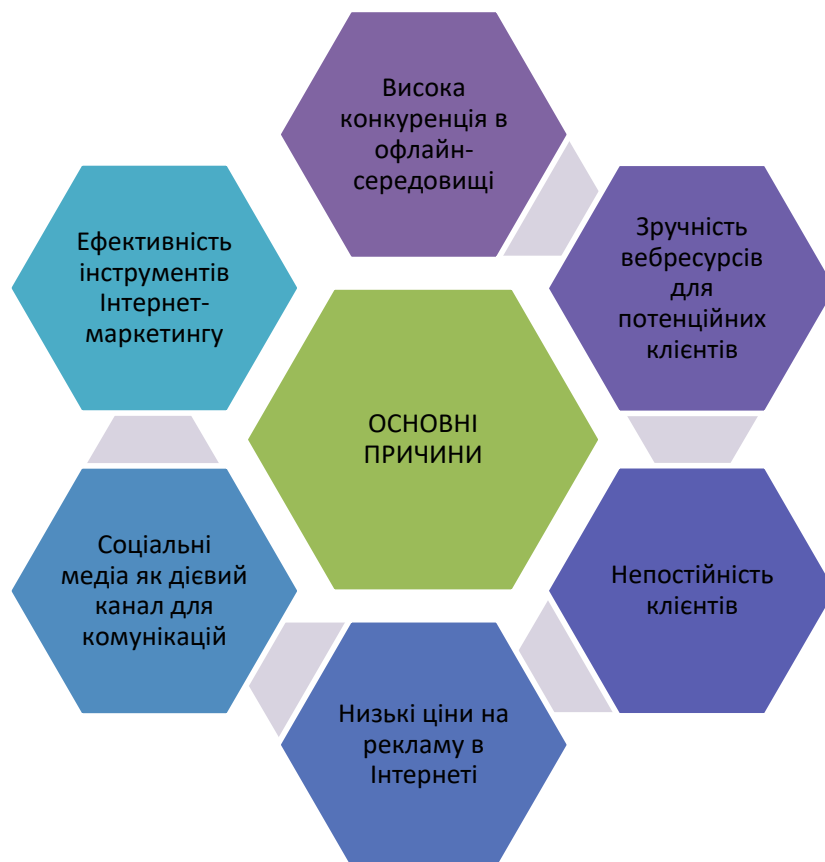 Висока
конкуренція в
офлайн-
середовищі
Зручність
вебресурсів
для
потенційних
клієнтів
Непостійність
клієнтів
Низькі ціни на
рекламу в
Інтернеті
Соціальні
медіа як дієвий
канал для
комунікацій
Ефективність
інструментів
Інтернет-
маркетингу
ОСНОВНІ
ПРИЧИНИ